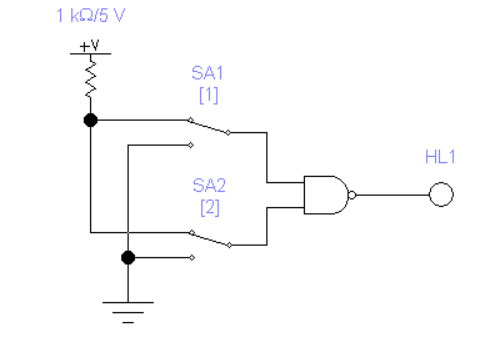 1 kΩ/5 V
+V
SA1
[1]
SA2
[2]
HL1